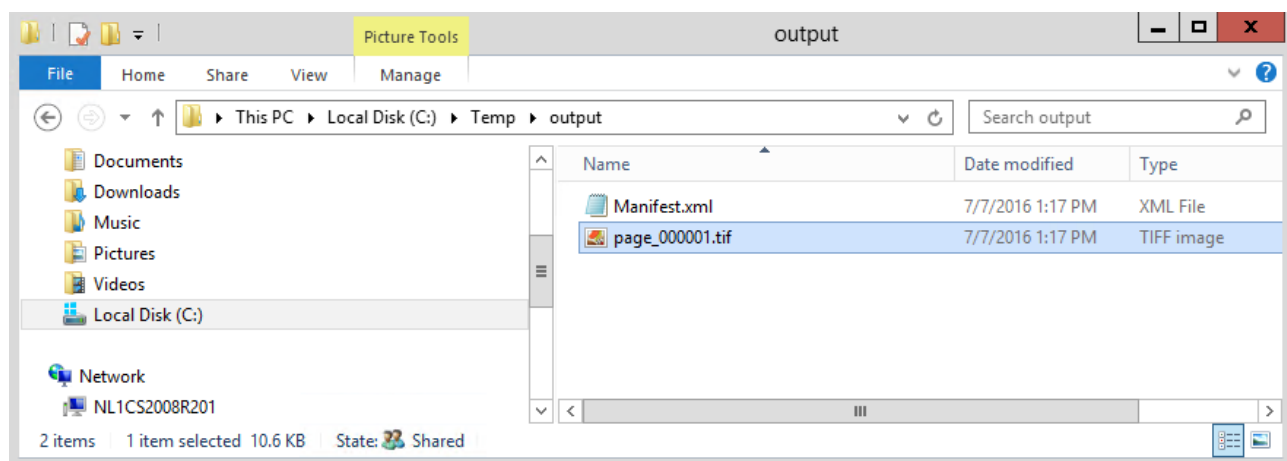 Picture Tools output
File Home Share View Manage
This PC Local Disk (C:) Temp output Search output
Documents
Downloads
Music
Pictures
Videos
Local Disk (C:)
Network
NL1CS2008R201
Name Date modified Type
Manifest.xml 7/7/2016 1:17 PM XML File
page_000001.tif 7/7/2016 1:17 PM TIFF image
2 items 1 item selected 10.6 KB State: Shared